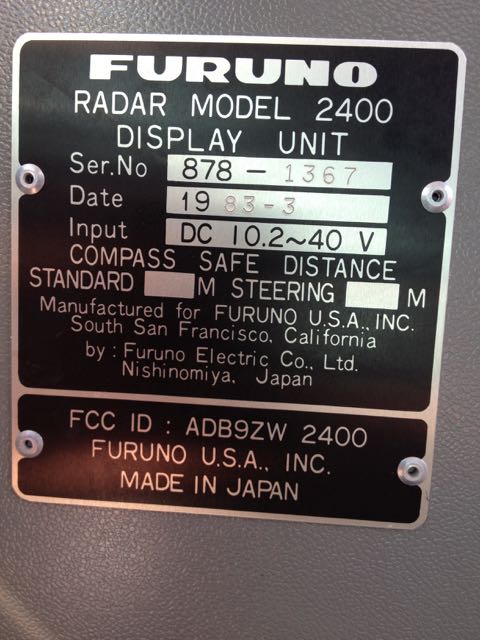 FURUNO
RADAR MODEL 2400
DISPLAY UNIT
Ser.No 878-1367
Date 1983-3
Input DC 10.2~40 V
COMPASS SAFE DISTANCE
STANDARD M STEERING M
Manufactured for FURUNO U.S.A., INC.
South San Francisco, California
by : Furuno Electric Co., Ltd.
Nishinomiya, Japan
FCC ID : ADB9ZW 2400
FURUNO U.S.A., INC.
MADE IN JAPAN